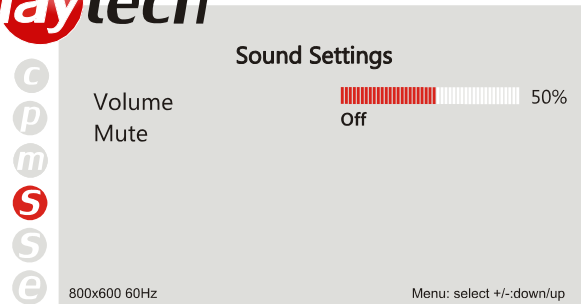 aytech
Sound Settings
c
Volume
50%
p
Mute
Off
m
S
S
e
800x600 60Hz
Menu: select +/-:down/up